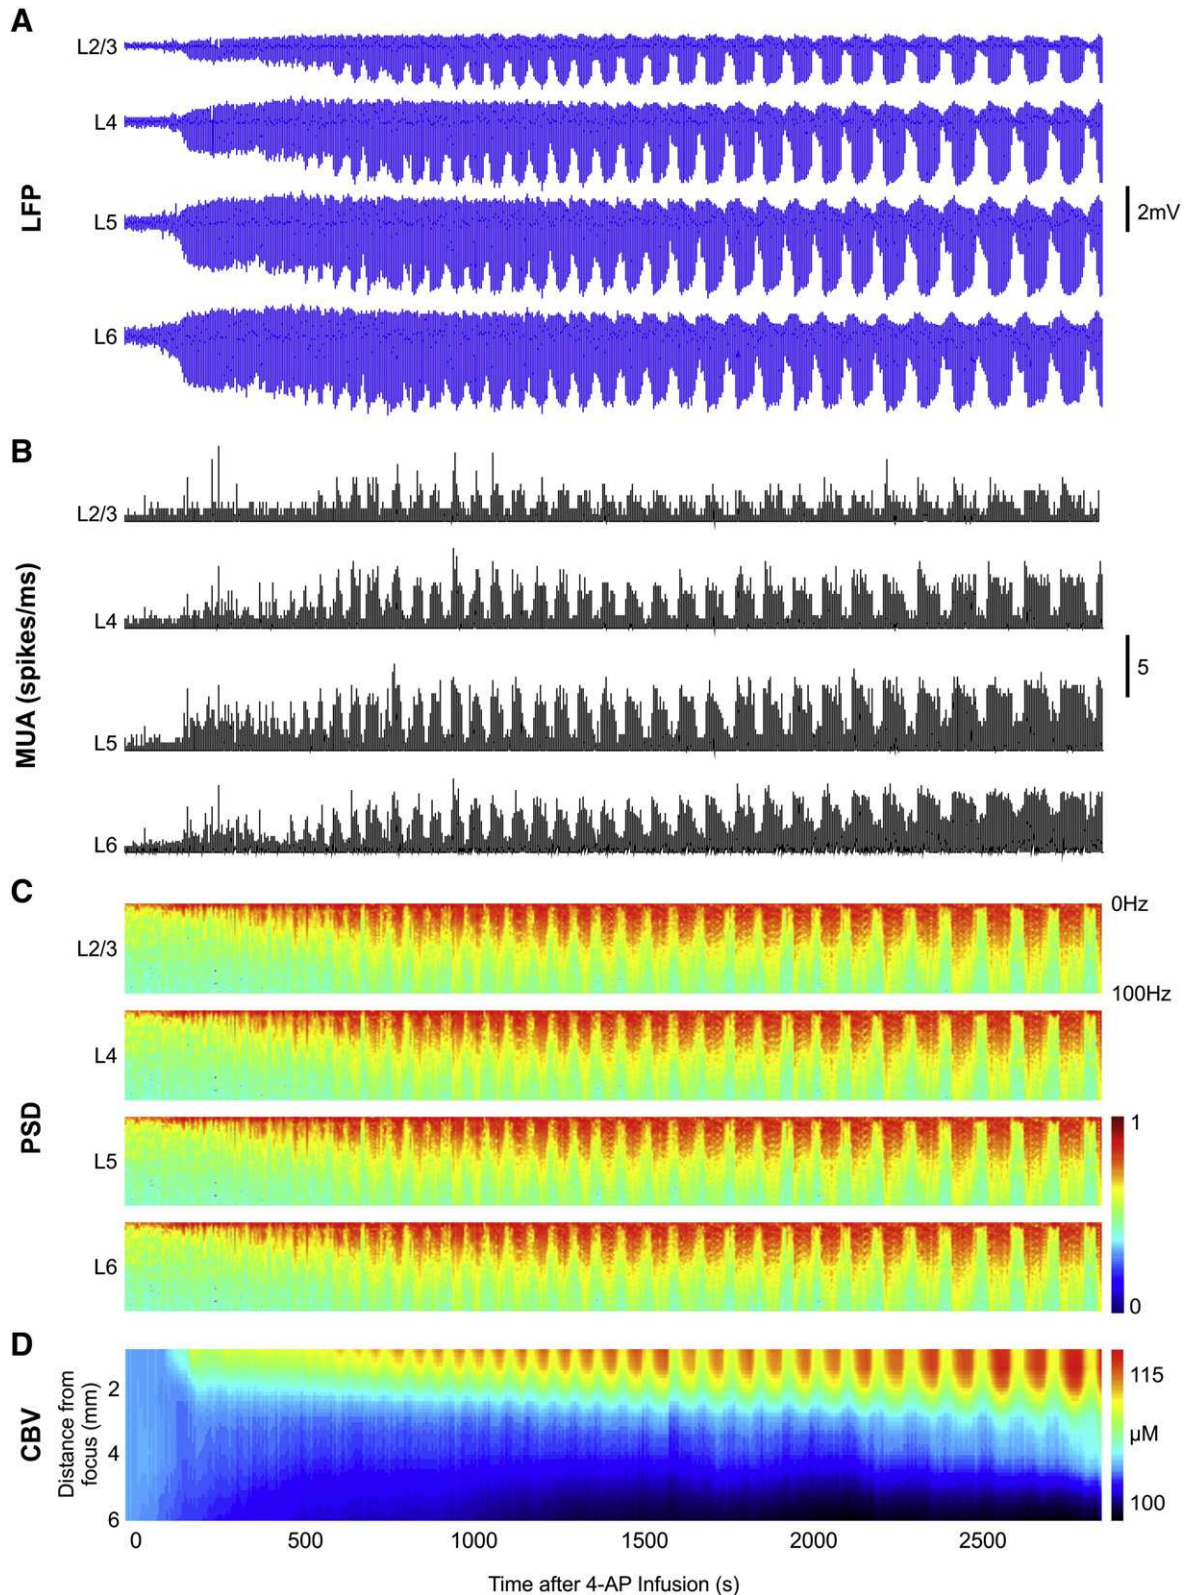 A
L2/3
L4
L5
L6
LFP
2mV
B
L2/3
L4
L5
L6
MUA (spikes/ms)
5
C
L2/3
0Hz
100Hz
L4
L5
L6
PSD
1
0
D
CBV
Distance from
focus (mm)
2
4
6
115
µM
100
0 500 1000 1500 2000 2500
Time after 4-AP Infusion (s)